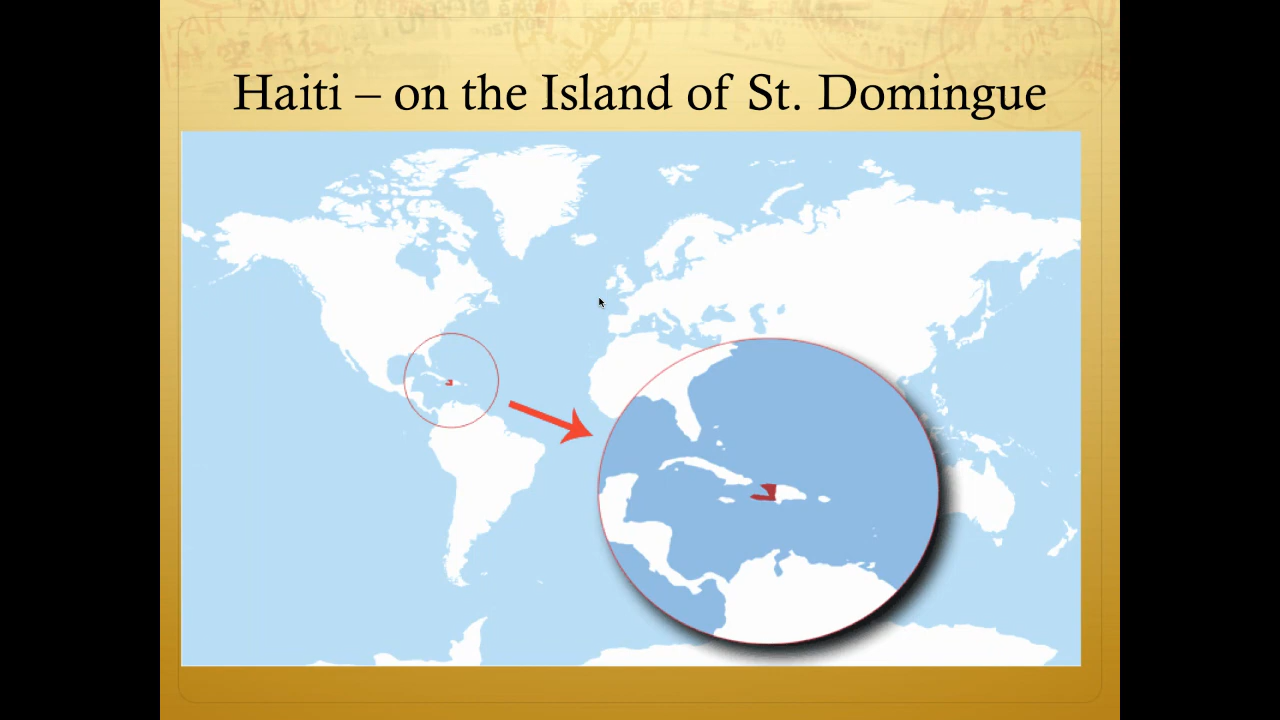 Haiti – on the Island of St. Domingue